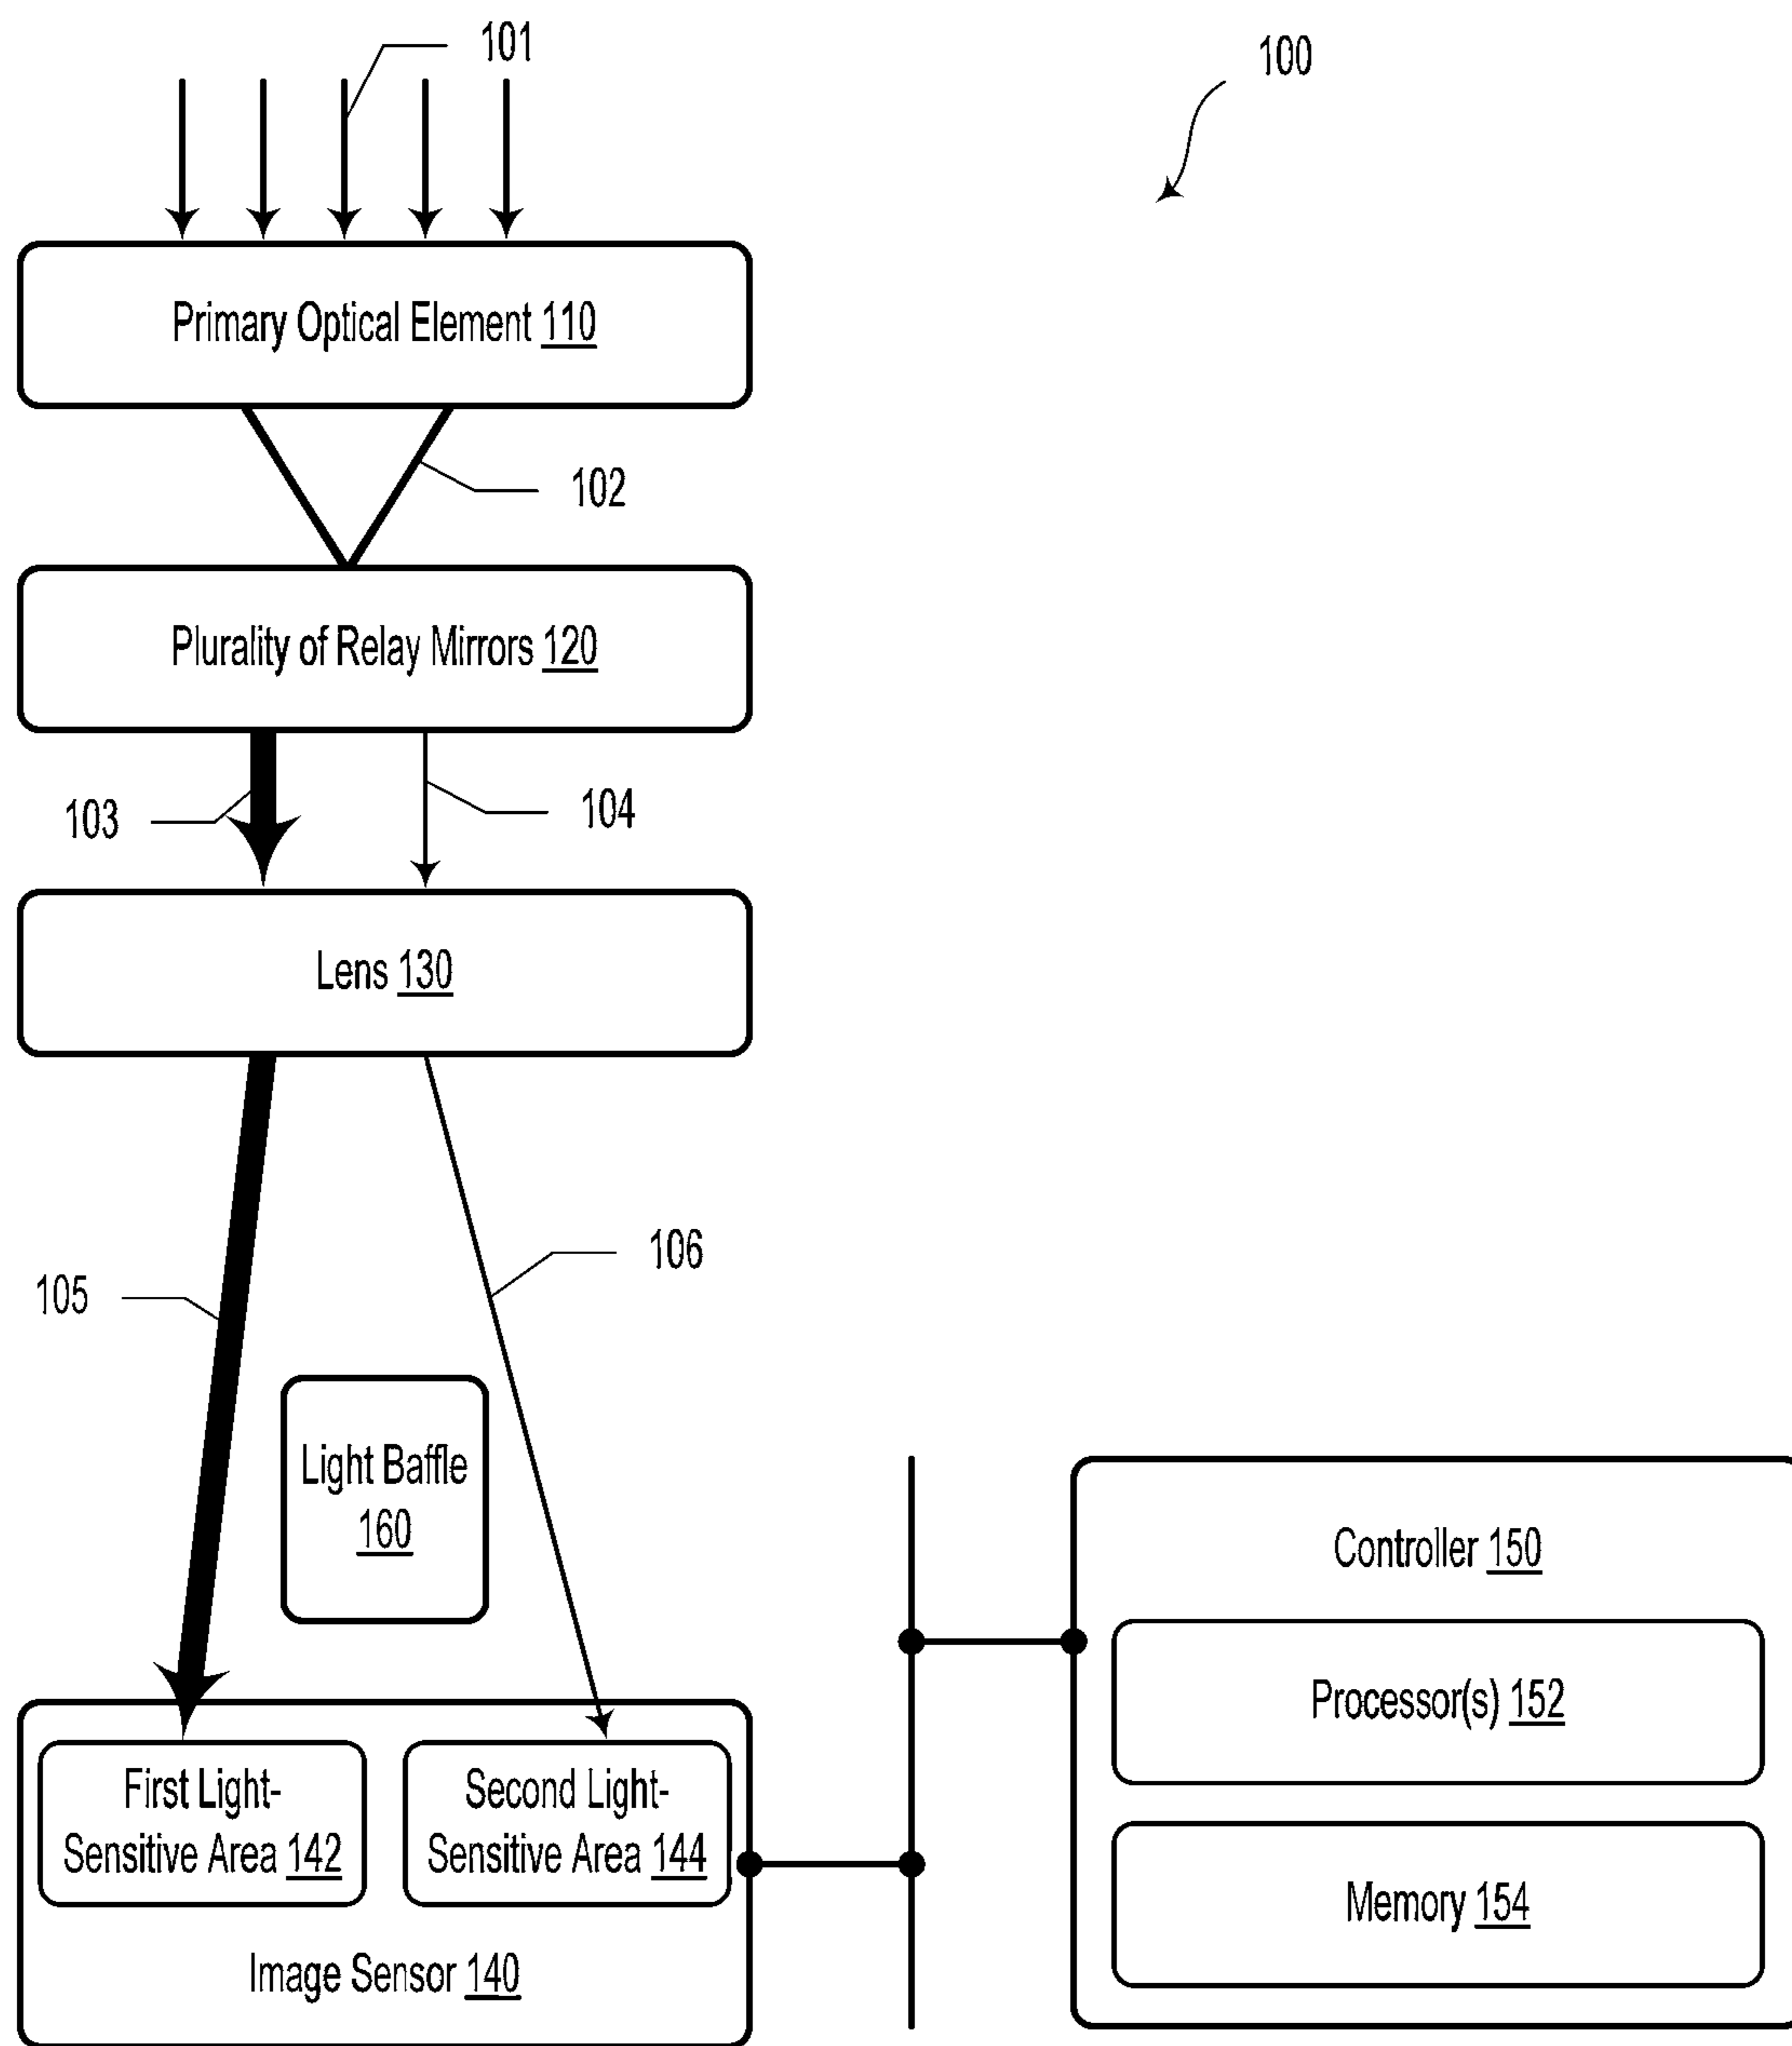 101
100
Primary Optical Element 110
102
Plurality of Relay Mirrors 120
103
104
Lens 130
106
105
Light Baffle
160
Controller 150
Processor(s) 152
Memory 154
First Light-
Sensitive Area 142
Second Light-
Sensitive Area 144
Image Sensor 140